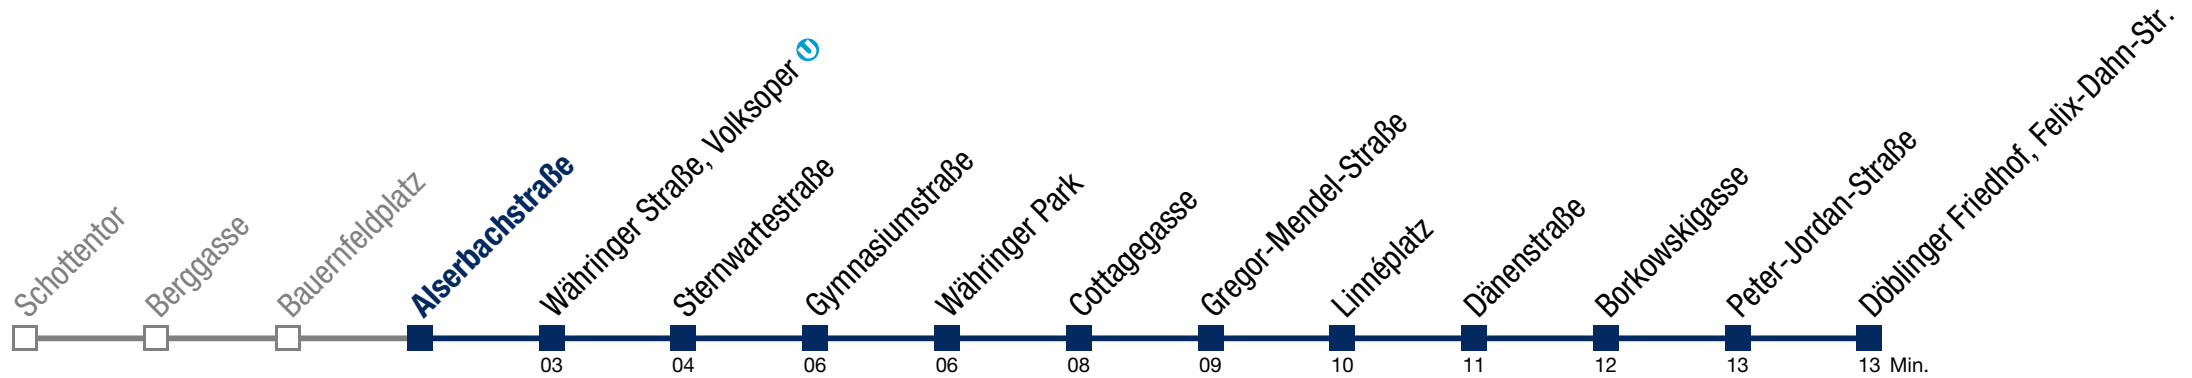 Schottentor
Berggasse
Bauernfeldplatz
Alserbachstraße
Währinger Straße, Volksoper U
Sternwartestraße
Gymnasiumstraße
Währinger Park
Cottagegasse
Gregor-Mendel-Straße
Linnéplatz
Dänenstraße
Borkowskigasse
Peter-Jordan-Straße
Döblinger Friedhof, Felix-Dahn-Str.
03 04 06 06 08 09 10 11 12 13 13 Min.